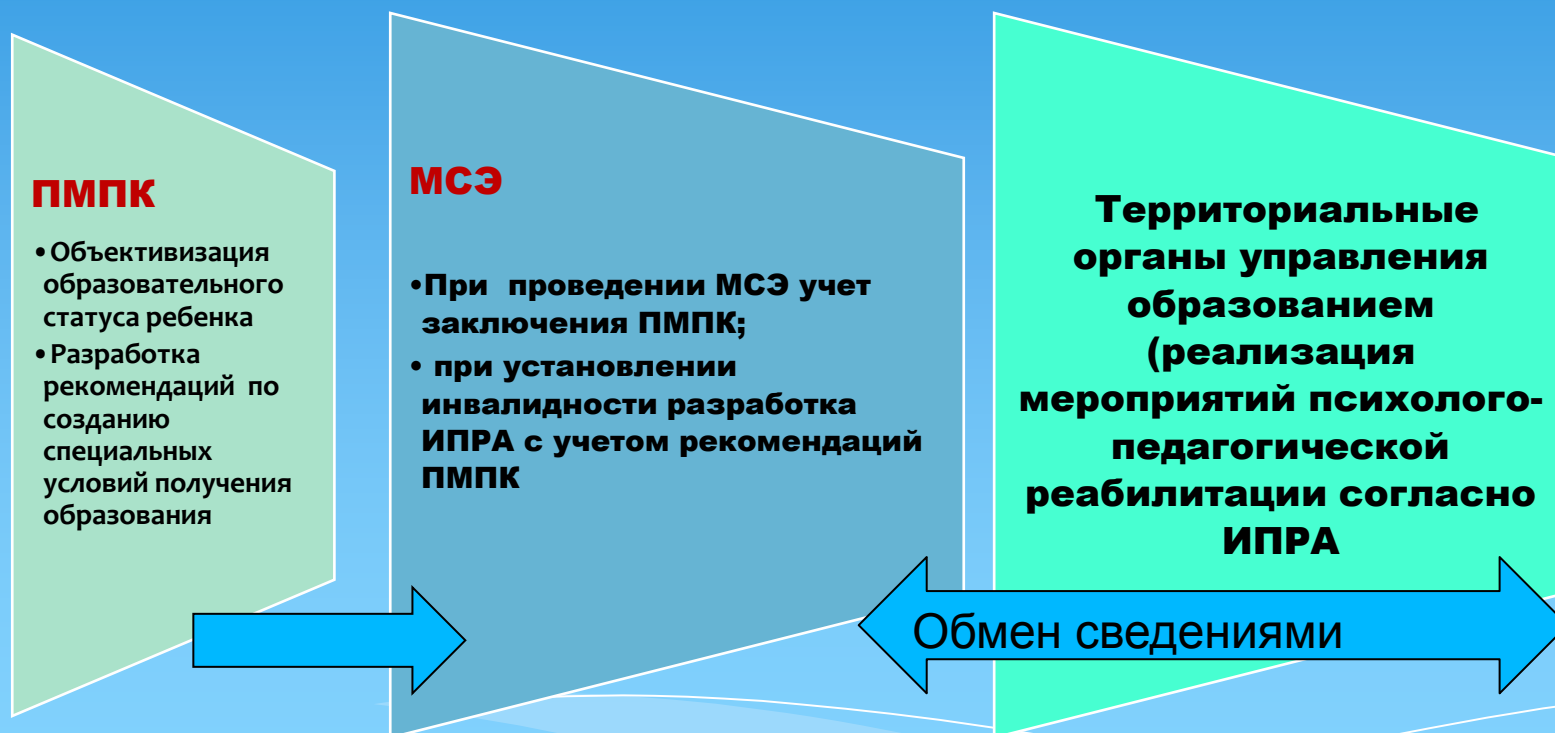 ПМПК
•Объективизация
образовательного
статуса ребенка
•Разработка
рекомендаций по
созданию
специальных
условий получения
образования
МСЭ
•При проведении МСЭ учет
заключения ПМПК;
• при установлении
инвалидности разработка
ИПРА с учетом рекомендаций
ПМПК
Территориальные
органы управления
образованием
(реализация
мероприятий психолого-
педагогической
реабилитации согласно
ИПРА
Обмен сведениями